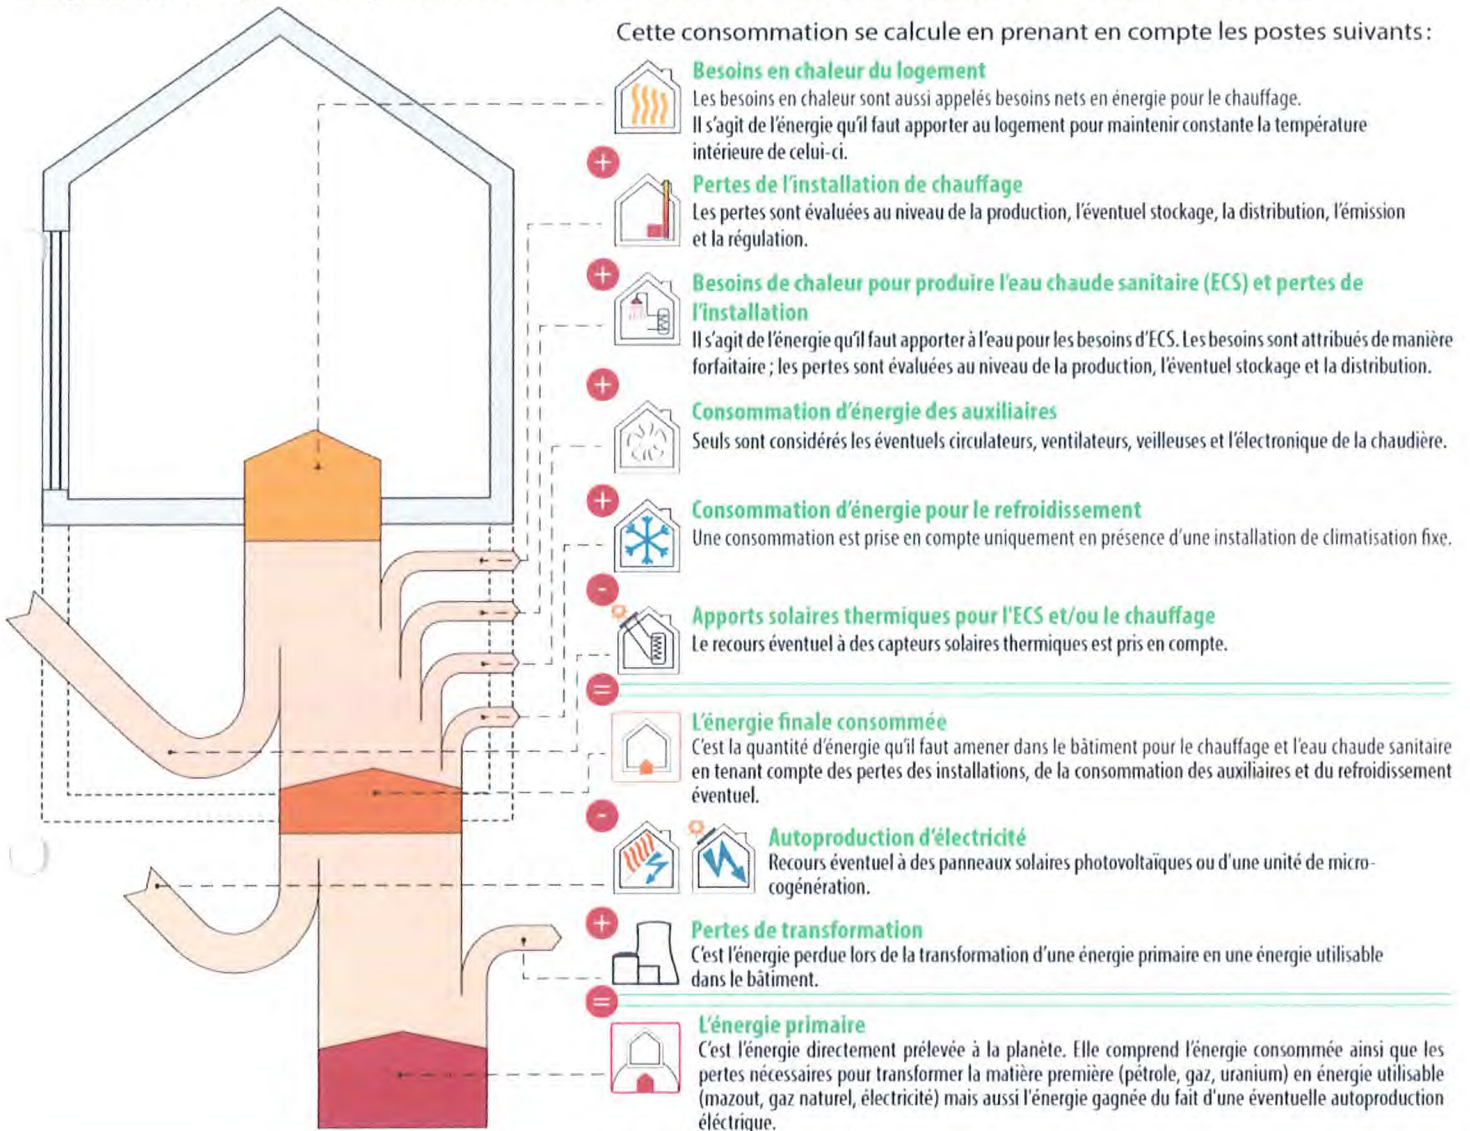 Cette consommation se calcule en prenant en compte les postes suivants :
Besoins en chaleur du logement
Les besoins en chaleur sont aussi appelés besoins nets en énergie pour le chauffage.
Il s'agit de l'énergie qu'il faut apporter au logement pour maintenir constante la température
intérieure de celui-ci.
+
Pertes de l'installation de chauffage
Les pertes sont évaluées au niveau de la production, l'éventuel stockage, la distribution, l'émission
et la régulation.
+
Besoins de chaleur pour produire l'eau chaude sanitaire (ECS) et pertes de
l'installation
Il s'agit de l'énergie qu'il faut apporter à l'eau pour les besoins d'ECS. Les besoins sont attribués de manière
forfaitaire ; les pertes sont évaluées au niveau de la production, l'éventuel stockage et la distribution.
+
Consommation d'énergie des auxiliaires
Seuls sont considérés les éventuels circulateurs, ventilateurs, veilleuses et l'électronique de la chaudière.
+
Consommation d'énergie pour le refroidissement
Une consommation est prise en compte uniquement en présence d'une installation de climatisation fixe.
-
Apports solaires thermiques pour l'ECS et/ou le chauffage
Le recours éventuel à des capteurs solaires thermiques est pris en compte.
=
L'énergie finale consommée
C'est la quantité d'énergie qu'il faut amener dans le bâtiment pour le chauffage et l'eau chaude sanitaire
en tenant compte des pertes des installations, de la consommation des auxiliaires et du refroidissement
éventuel.
-
Autoproduction d'électricité
Recours éventuel à des panneaux solaires photovoltaïques ou d'une unité de micro-
cogénération.
+
Pertes de transformation
C'est l'énergie perdue lors de la transformation d'une énergie primaire en une énergie utilisable
dans le bâtiment.
=
L'énergie primaire
C'est l'énergie directement prélevée à la planète. Elle comprend l'énergie consommée ainsi que les
pertes nécessaires pour transformer la matière première (pétrole, gaz, uranium) en énergie utilisable
(mazout, gaz naturel, électricité) mais aussi l'énergie gagnée du fait d'une éventuelle autoproduction
éléctrique.